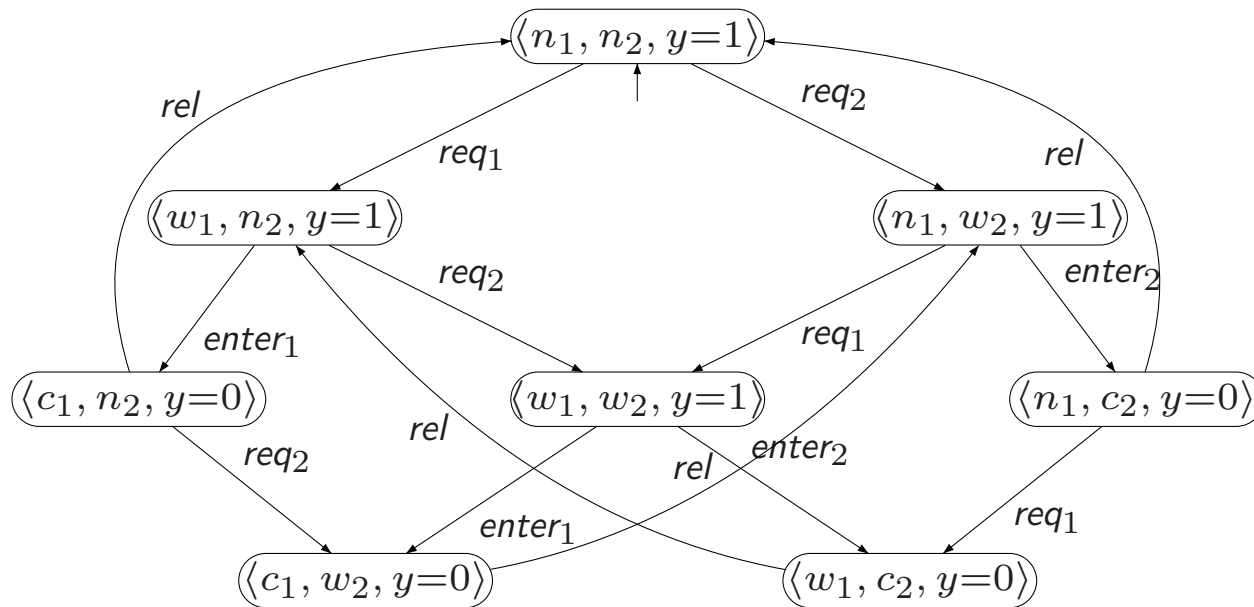 ⟨n₁, n₂, y=1⟩
req₂
rel
req₁
rel
⟨w₁, n₂, y=1⟩
⟨n₁, w₂, y=1⟩
req₂
enter₂
enter₁
req₁
⟨c₁, n₂, y=0⟩
⟨w₁, w₂, y=1⟩
⟨n₁, c₂, y=0⟩
rel
req₂
rel
enter₂
enter₁
req₁
⟨c₁, w₂, y=0⟩
⟨w₁, c₂, y=0⟩